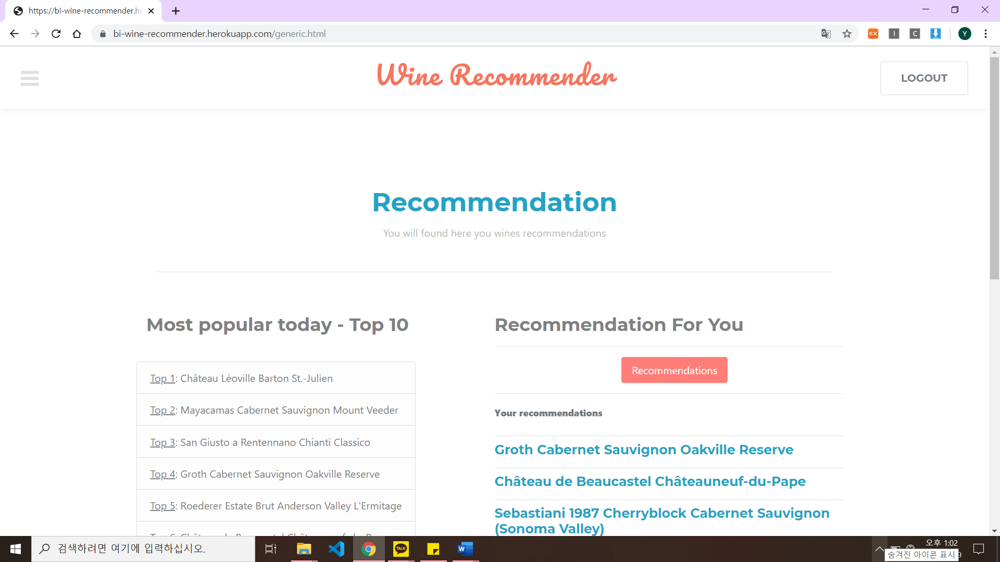 https://bi-wine-recommender.he
bi-wine-recommender.herokuapp.com/generic.html
EX
I
C
Y
Wine Recommender
LOGOUT
Recommendation
You will found here you wines recommendations
Most popular today - Top 10
Top 1: Château Léoville Barton St.-Julien
Top 2: Mayacamas Cabernet Sauvignon Mount Veeder
Top 3: San Giusto a Rentennano Chianti Classico
Top 4: Groth Cabernet Sauvignon Oakville Reserve
Top 5: Roederer Estate Brut Anderson Valley L'Ermitage
Recommendation For You
Recommendations
Your recommendations
Groth Cabernet Sauvignon Oakville Reserve
Château de Beaucastel Châteauneuf-du-Pape
Sebastiani 1987 Cherryblock Cabernet Sauvignon
(Sonoma Valley)
검색하려면 여기에 입력하십시오.
TALK
W
오후 1:02
숨겨진 아이콘 표시